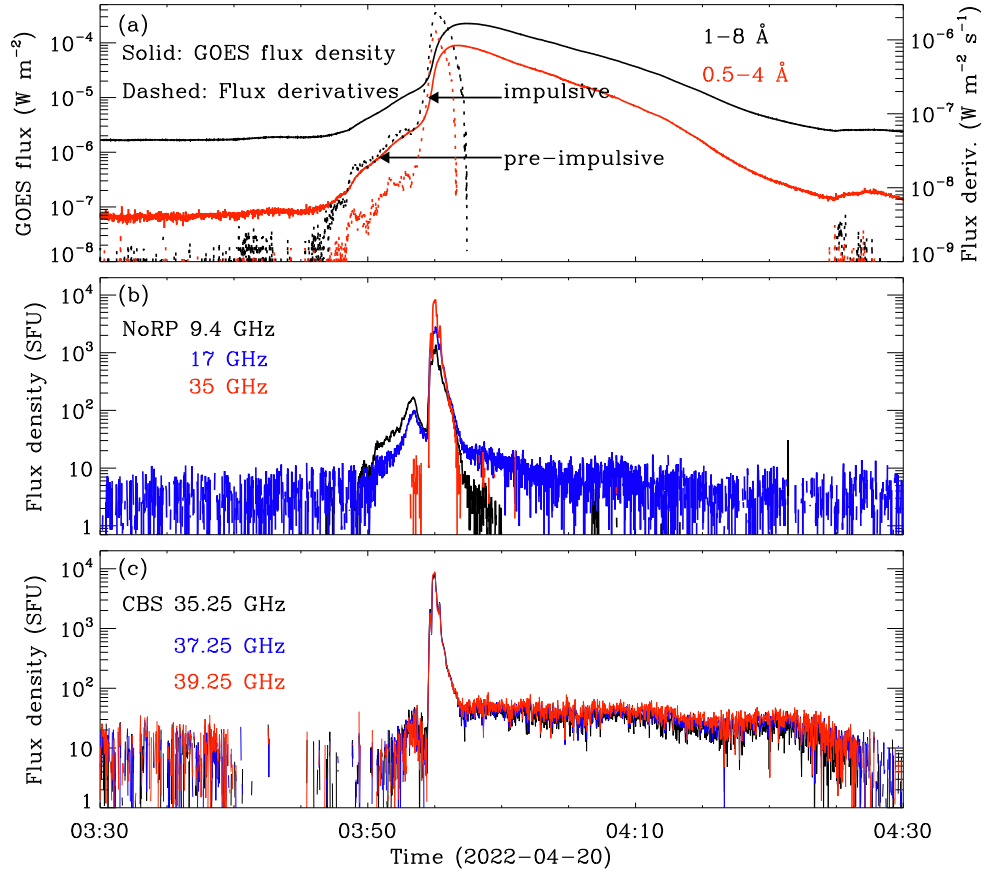 (a)
Solid: GOES flux density
Dashed: Flux derivatives
1−8 Å
0.5−4 Å
impulsive
pre−impulsive
GOES flux (W m⁻²)
10⁻⁴
10⁻⁵
10⁻⁶
10⁻⁷
10⁻⁸
Flux deriv. (W m⁻² s⁻¹)
10⁻⁶
10⁻⁷
10⁻⁸
10⁻⁹
(b)
NoRP 9.4 GHz
17 GHz
35 GHz
Flux density (SFU)
10⁴
10³
10²
10
1
(c)
CBS 35.25 GHz
37.25 GHz
39.25 GHz
Flux density (SFU)
10⁴
10³
10²
10
1
03:30 03:50 04:10 04:30
Time (2022−04−20)